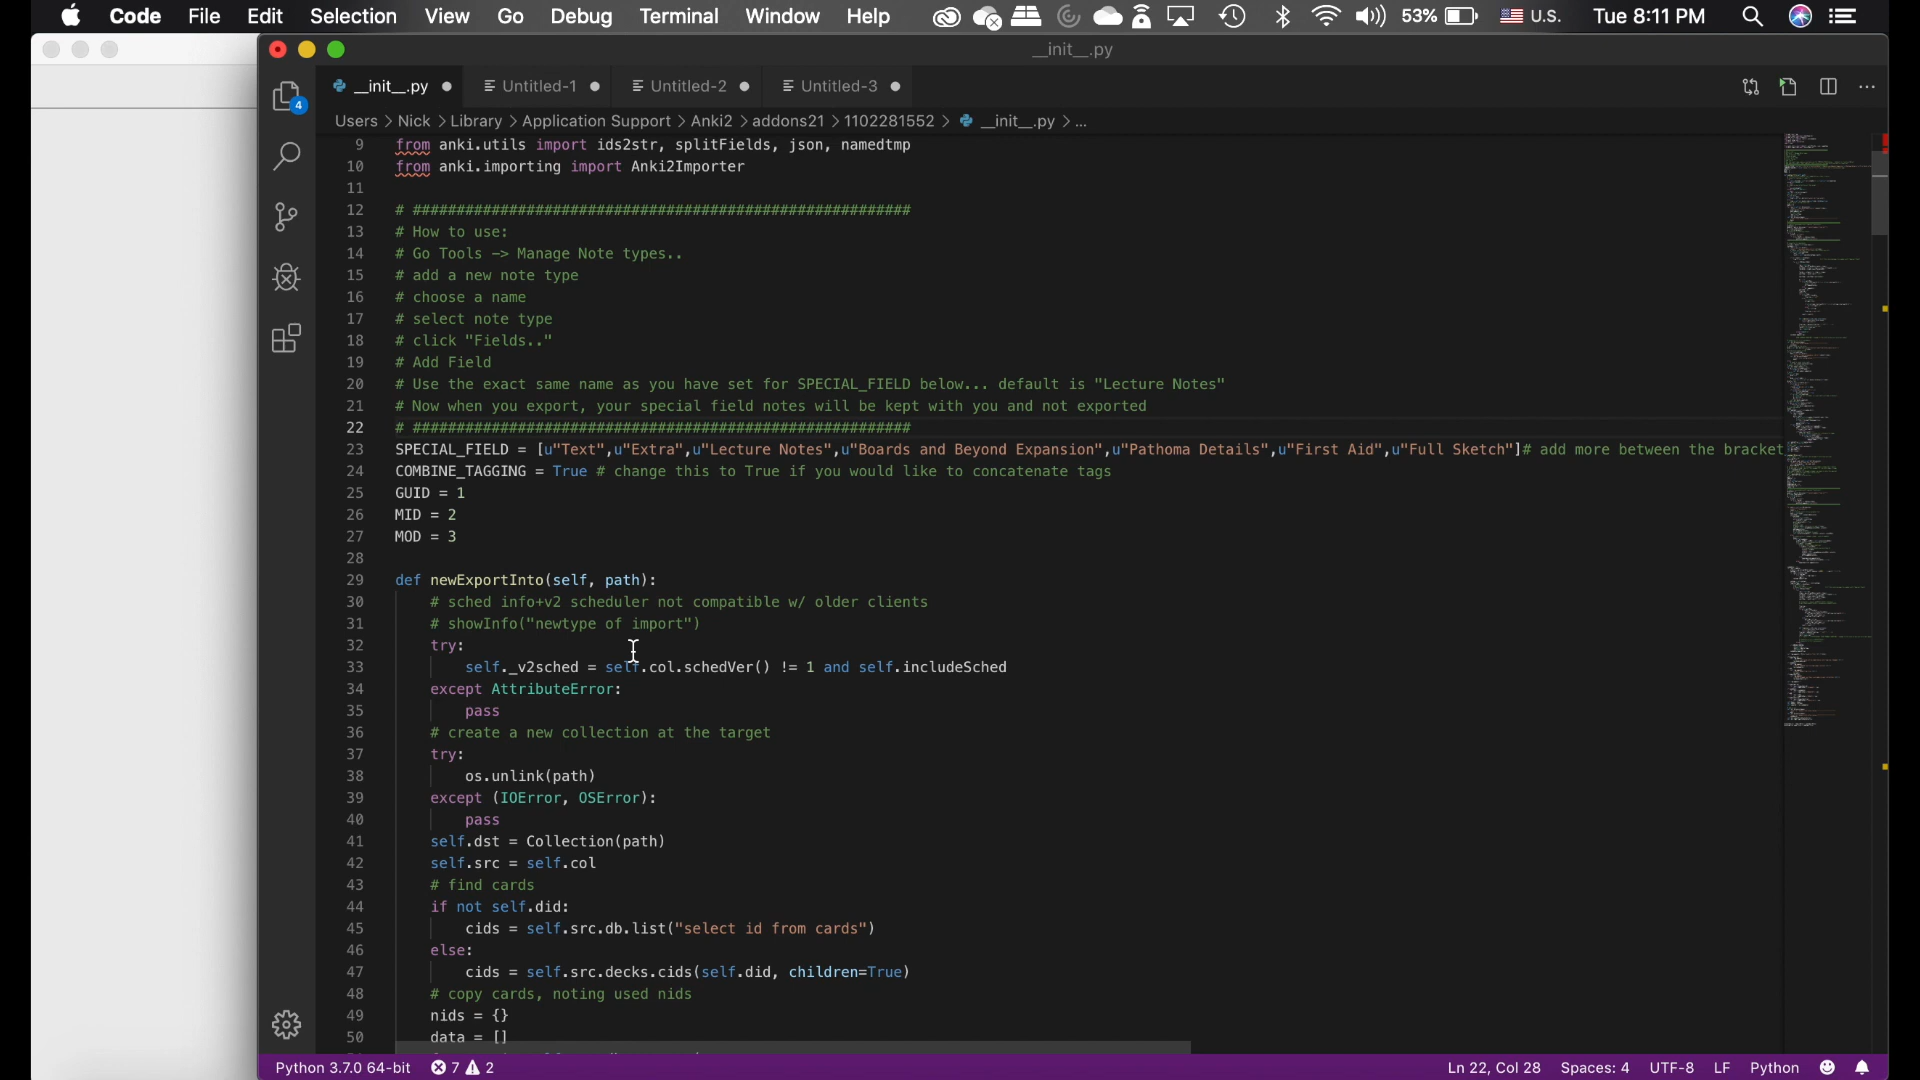 Code File Edit Selection View Go Debug Terminal Window Help 53% U.S. Tue 8:11 PM
__init__.py
__init__.py Untitled-1 Untitled-2 Untitled-3
4
Users > Nick > Library > Application Support > Anki2 > addons21 > 1102281552 > __init__.py > ...
9 from anki.utils import ids2str, splitFields, json, namedtmp
10 from anki.importing import Anki2Importer
11
12 # #########################################################
13 # How to use:
14 # Go Tools -> Manage Note types..
15 # add a new note type
16 # choose a name
17 # select note type
18 # click "Fields.."
19 # Add Field
20 # Use the exact same name as you have set for SPECIAL_FIELD below... default is "Lecture Notes"
21 # Now when you export, your special field notes will be kept with you and not exported
22 # #########################################################
23 SPECIAL_FIELD = [u"Text",u"Extra",u"Lecture Notes",u"Boards and Beyond Expansion",u"Pathoma Details",u"First Aid",u"Full Sketch"]# add more between the bracket
24 COMBINE_TAGGING = True # change this to True if you would like to concatenate tags
25 GUID = 1
26 MID = 2
27 MOD = 3
28
29 def newExportInto(self, path):
30 # sched info+v2 scheduler not compatible w/ older clients
31 # showInfo("newtype of import")
32 try:
33 self._v2sched = self.col.schedVer() != 1 and self.includeSched
34 except AttributeError:
35 pass
36 # create a new collection at the target
37 try:
38 os.unlink(path)
39 except (IOError, OSError):
40 pass
41 self.dst = Collection(path)
42 self.src = self.col
43 # find cards
44 if not self.did:
45 cids = self.src.db.list("select id from cards")
46 else:
47 cids = self.src.decks.cids(self.did, children=True)
48 # copy cards, noting used nids
49 nids = {}
50 data = []
Python 3.7.0 64-bit 7 2 Ln 22, Col 28 Spaces: 4 UTF-8 LF Python